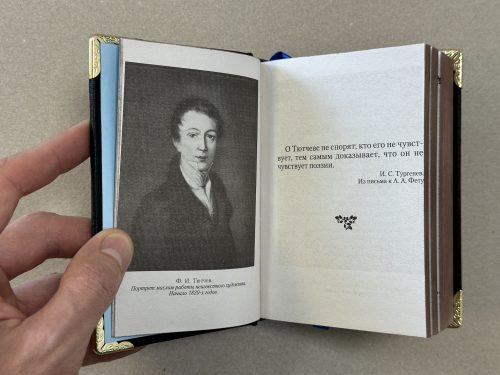 Ф. И. Тютчев.
Портрет маслом работы неизвестного художника.
Начало 1820-х годов.
О Тютчеве не спорят; кто его не чувст-
вует, тем самым доказывает, что он не
чувствует поэзии.
И. С. Тургенев.
Из письма к А. А. Фету